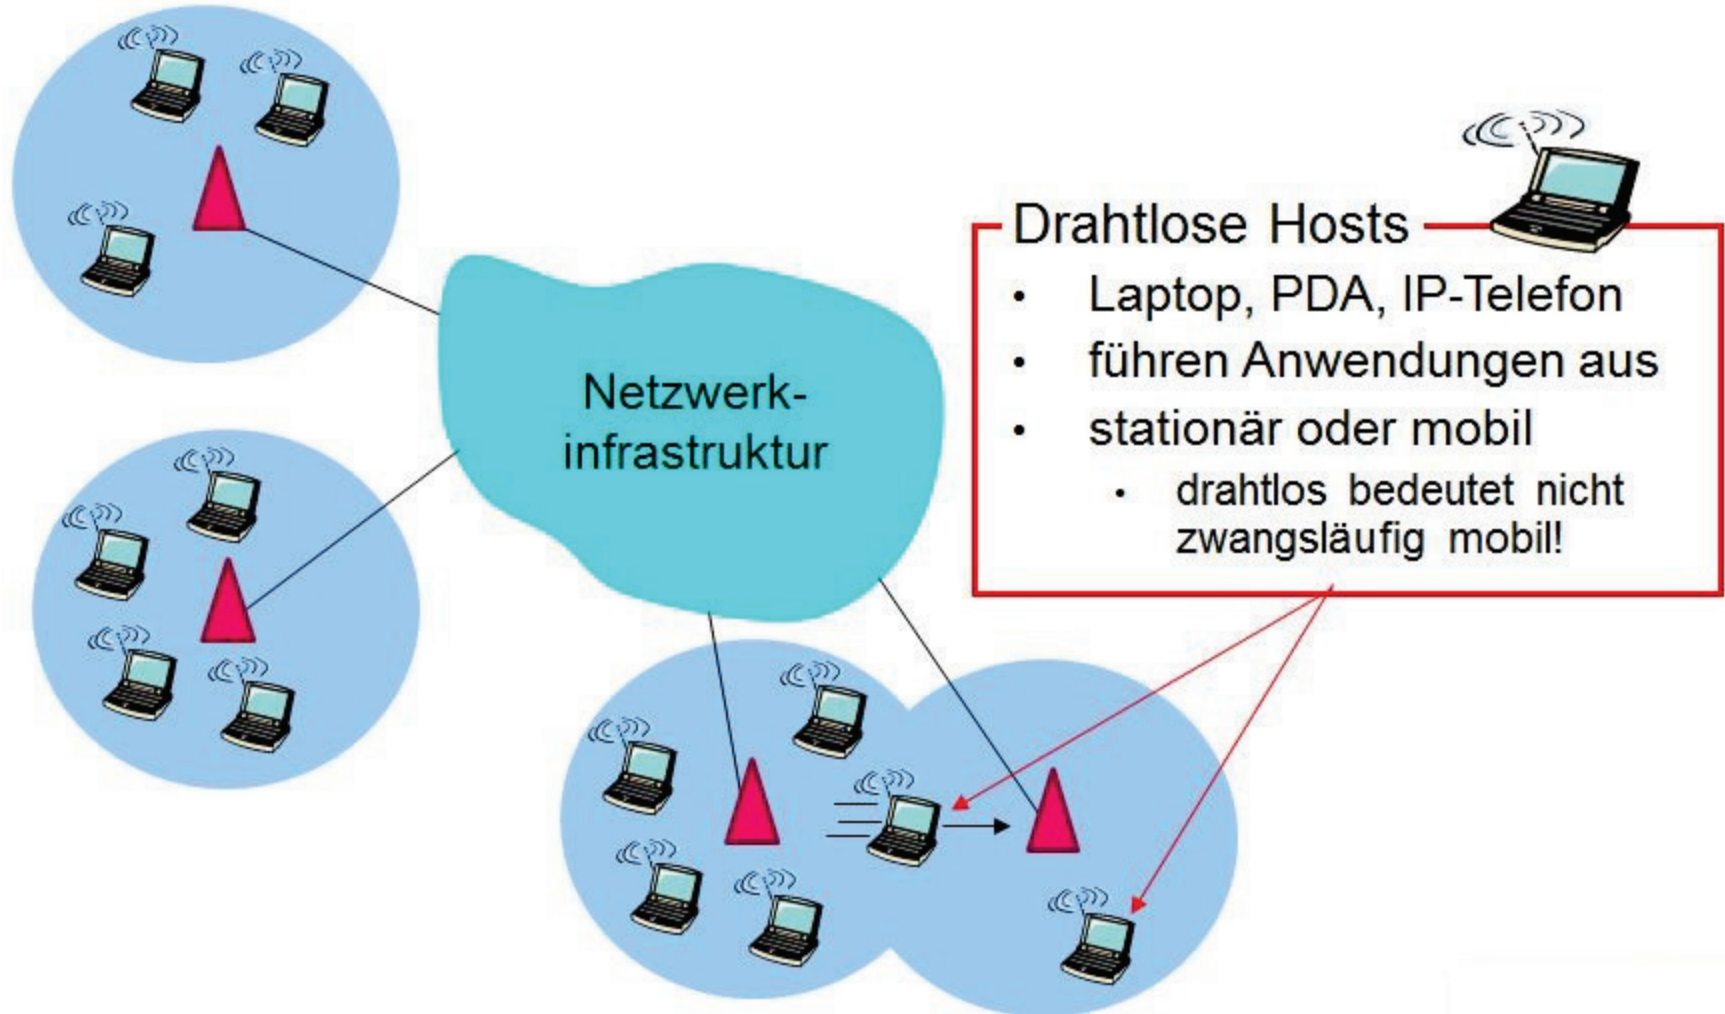 Netzwerk-
infrastruktur
Drahtlose Hosts
• Laptop, PDA, IP-Telefon
• führen Anwendungen aus
• stationär oder mobil
• drahtlos bedeutet nicht
zwangsläufig mobil!